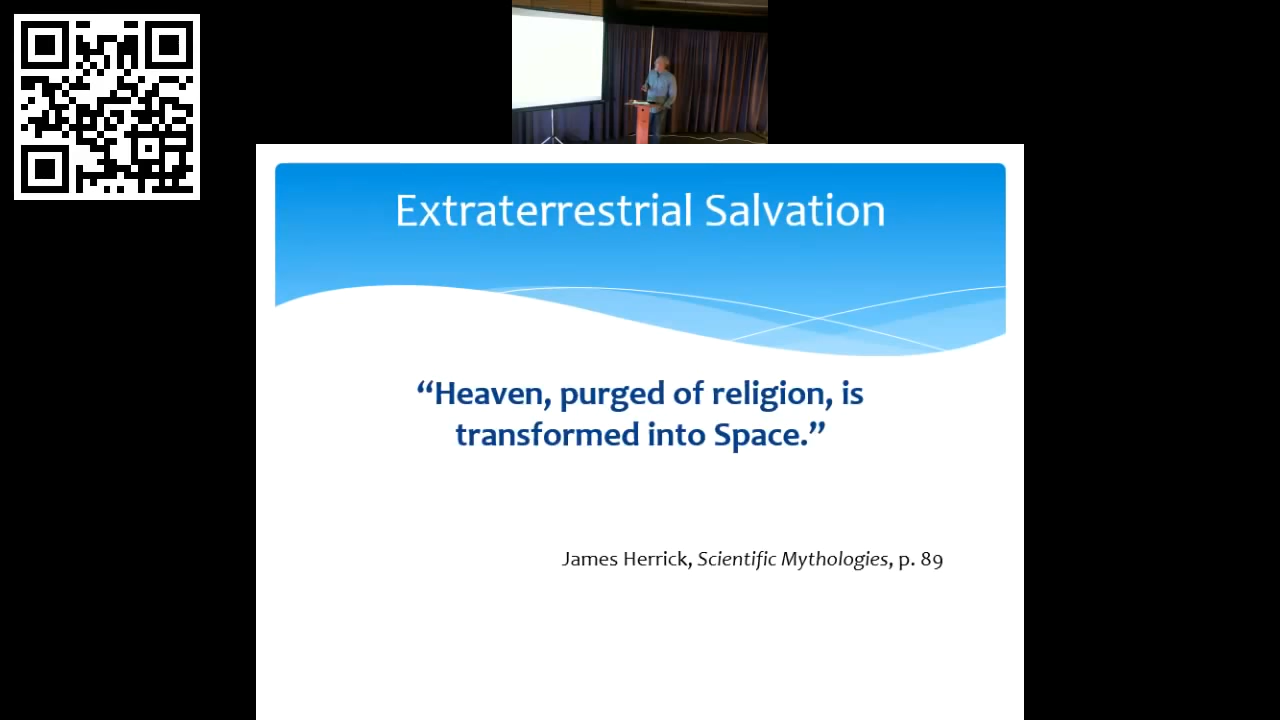 Extraterrestrial Salvation
“Heaven, purged of religion, is
transformed into Space.”
James Herrick, Scientific Mythologies, p. 89